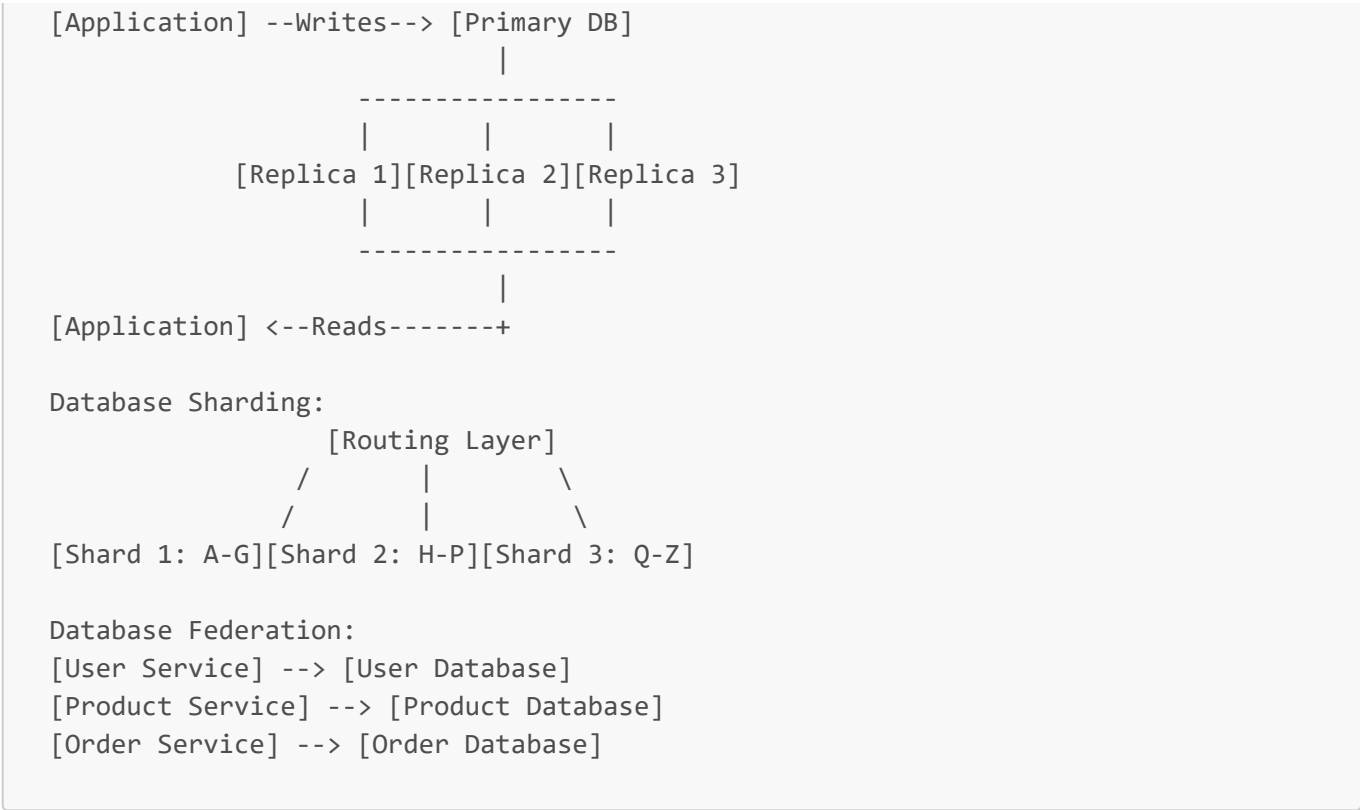 [Application] --Writes--> [Primary DB]
                             |
                    -----------------
                    |       |       |
            [Replica 1][Replica 2][Replica 3]
                    |       |       |
                    -----------------
                             |
[Application] <--Reads-------+

Database Sharding:
                  [Routing Layer]
                /       |        \
               /        |         \
[Shard 1: A-G][Shard 2: H-P][Shard 3: Q-Z]

Database Federation:
[User Service] --> [User Database]
[Product Service] --> [Product Database]
[Order Service] --> [Order Database]